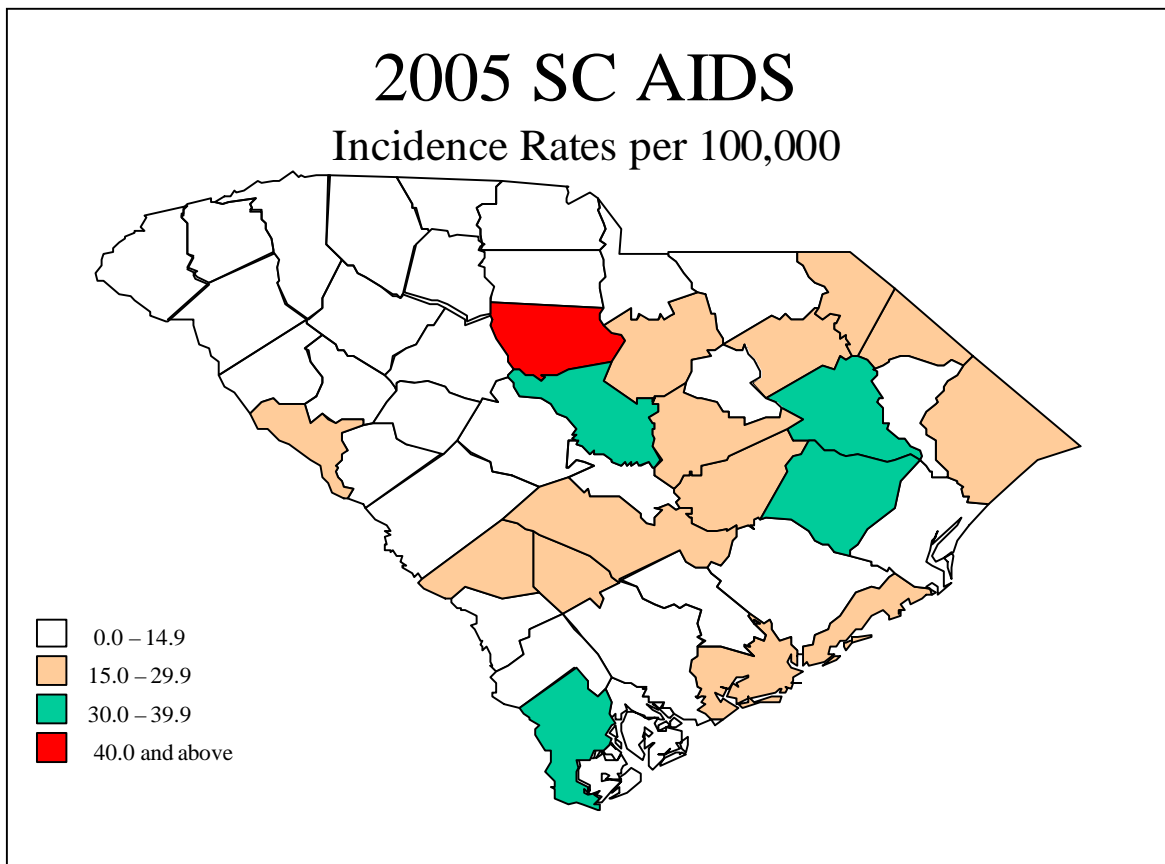 2005 SC AIDS
Incidence Rates per 100,000
0.0 – 14.9
15.0 – 29.9
30.0 – 39.9
40.0 and above